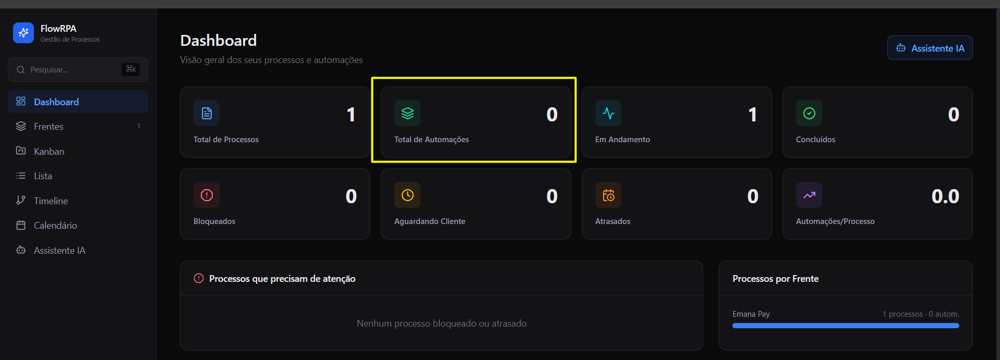 FlowRPA
Gestão de Processos
Pesquisar...
⌘K
Dashboard
Frentes 1
Kanban
Lista
Timeline
Calendário
Assistente IA
Dashboard
Visão geral dos seus processos e automações
Assistente IA
1
Total de Processos
0
Total de Automações
1
Em Andamento
0
Concluídos
0
Bloqueados
0
Aguardando Cliente
0
Atrasados
0.0
Automações/Processo
Processos que precisam de atenção
Nenhum processo bloqueado ou atrasado
Processos por Frente
Emana Pay 1 processos · 0 autom.